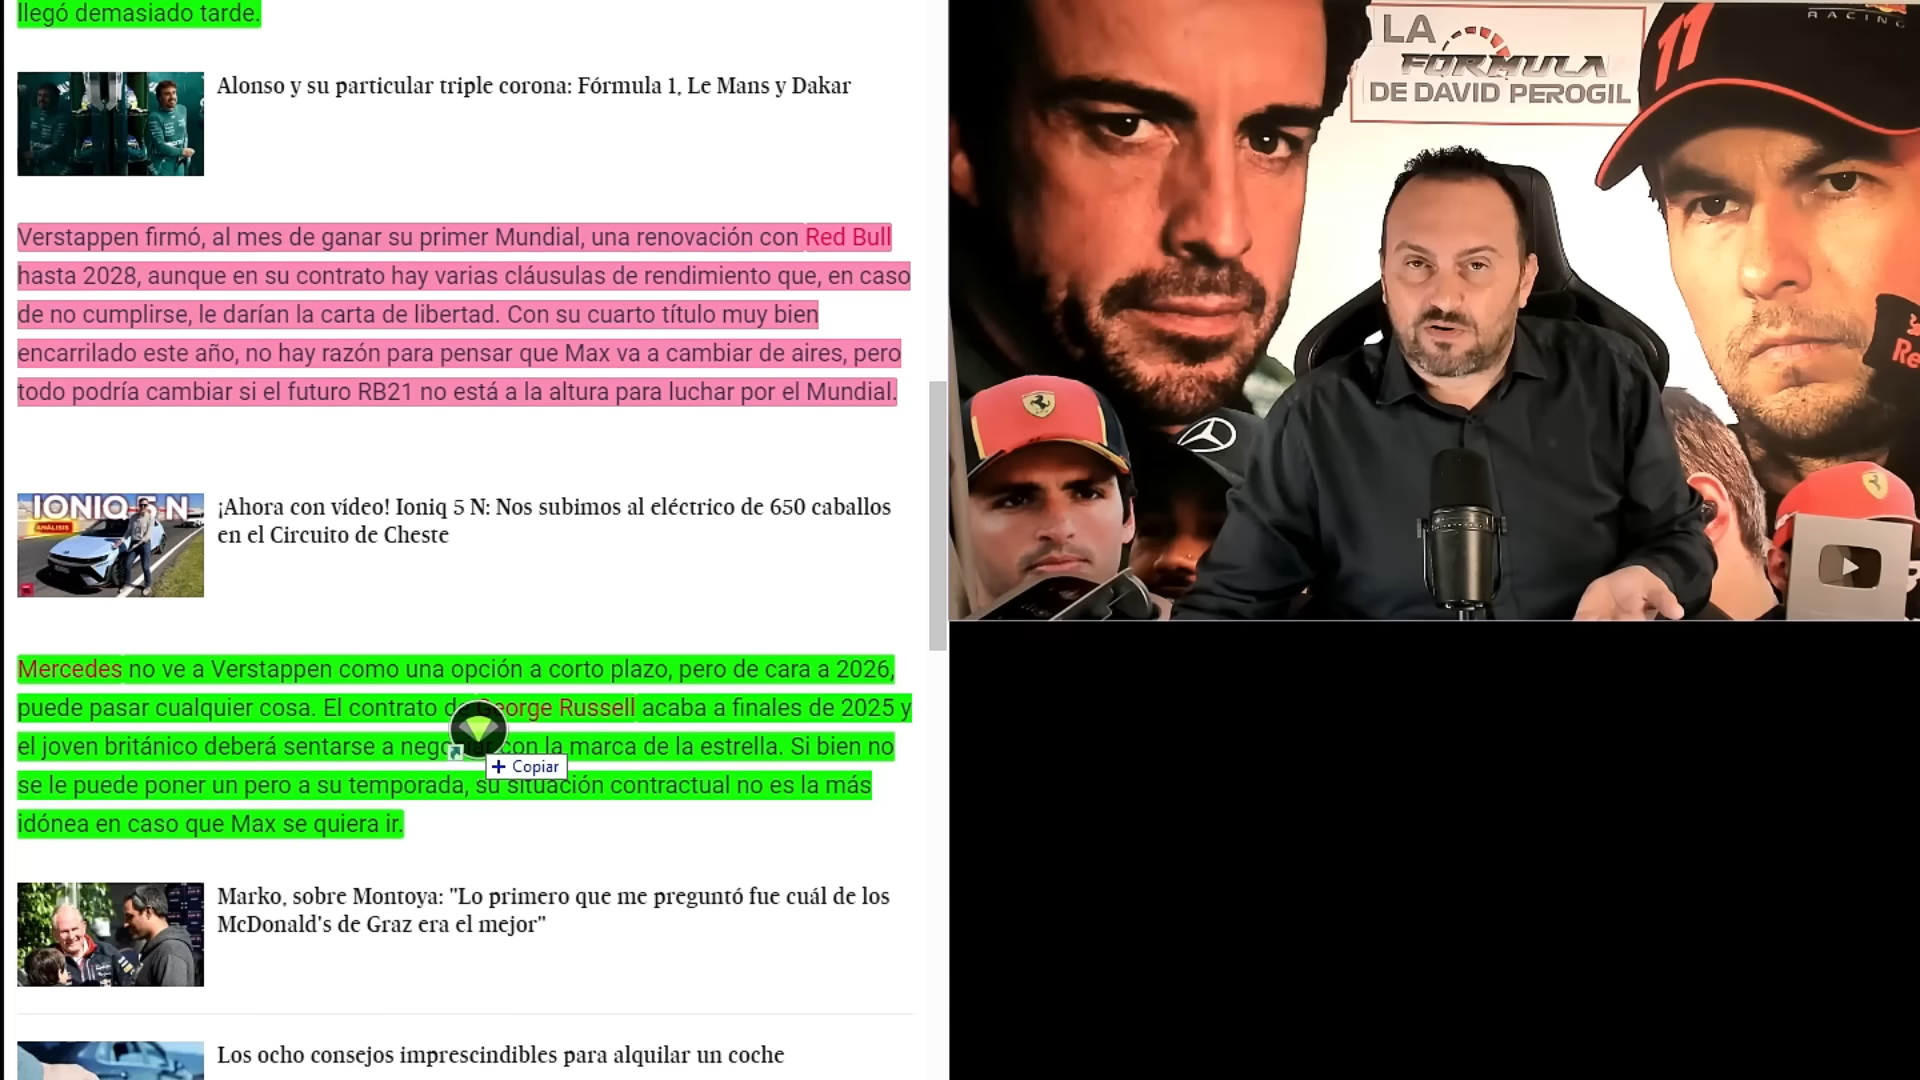 llegó demasiado tarde.
Alonso y su particular triple corona: Fórmula 1, Le Mans y Dakar
Verstappen firmó, al mes de ganar su primer Mundial, una renovación con Red Bull
hasta 2028, aunque en su contrato hay varias cláusulas de rendimiento que, en caso
de no cumplirse, le darían la carta de libertad. Con su cuarto título muy bien
encarrilado este año, no hay razón para pensar que Max va a cambiar de aires, pero
todo podría cambiar si el futuro RB21 no está a la altura para luchar por el Mundial.
IONIQ 5 N
ANÁLISIS
¡Ahora con vídeo! Ioniq 5 N: Nos subimos al eléctrico de 650 caballos
en el Circuito de Cheste
Mercedes no ve a Verstappen como una opción a corto plazo, pero de cara a 2026,
puede pasar cualquier cosa. El contrato de George Russell acaba a finales de 2025 y
el joven británico deberá sentarse a negociar con la marca de la estrella. Si bien no
se le puede poner un pero a su temporada, su situación contractual no es la más
idónea en caso que Max se quiera ir.
Copiar
Marko, sobre Montoya: "Lo primero que me preguntó fue cuál de los
McDonald's de Graz era el mejor"
Los ocho consejos imprescindibles para alquilar un coche
LA
FÓRMULA
DE DAVID PEROGIL
11
RACING
Re